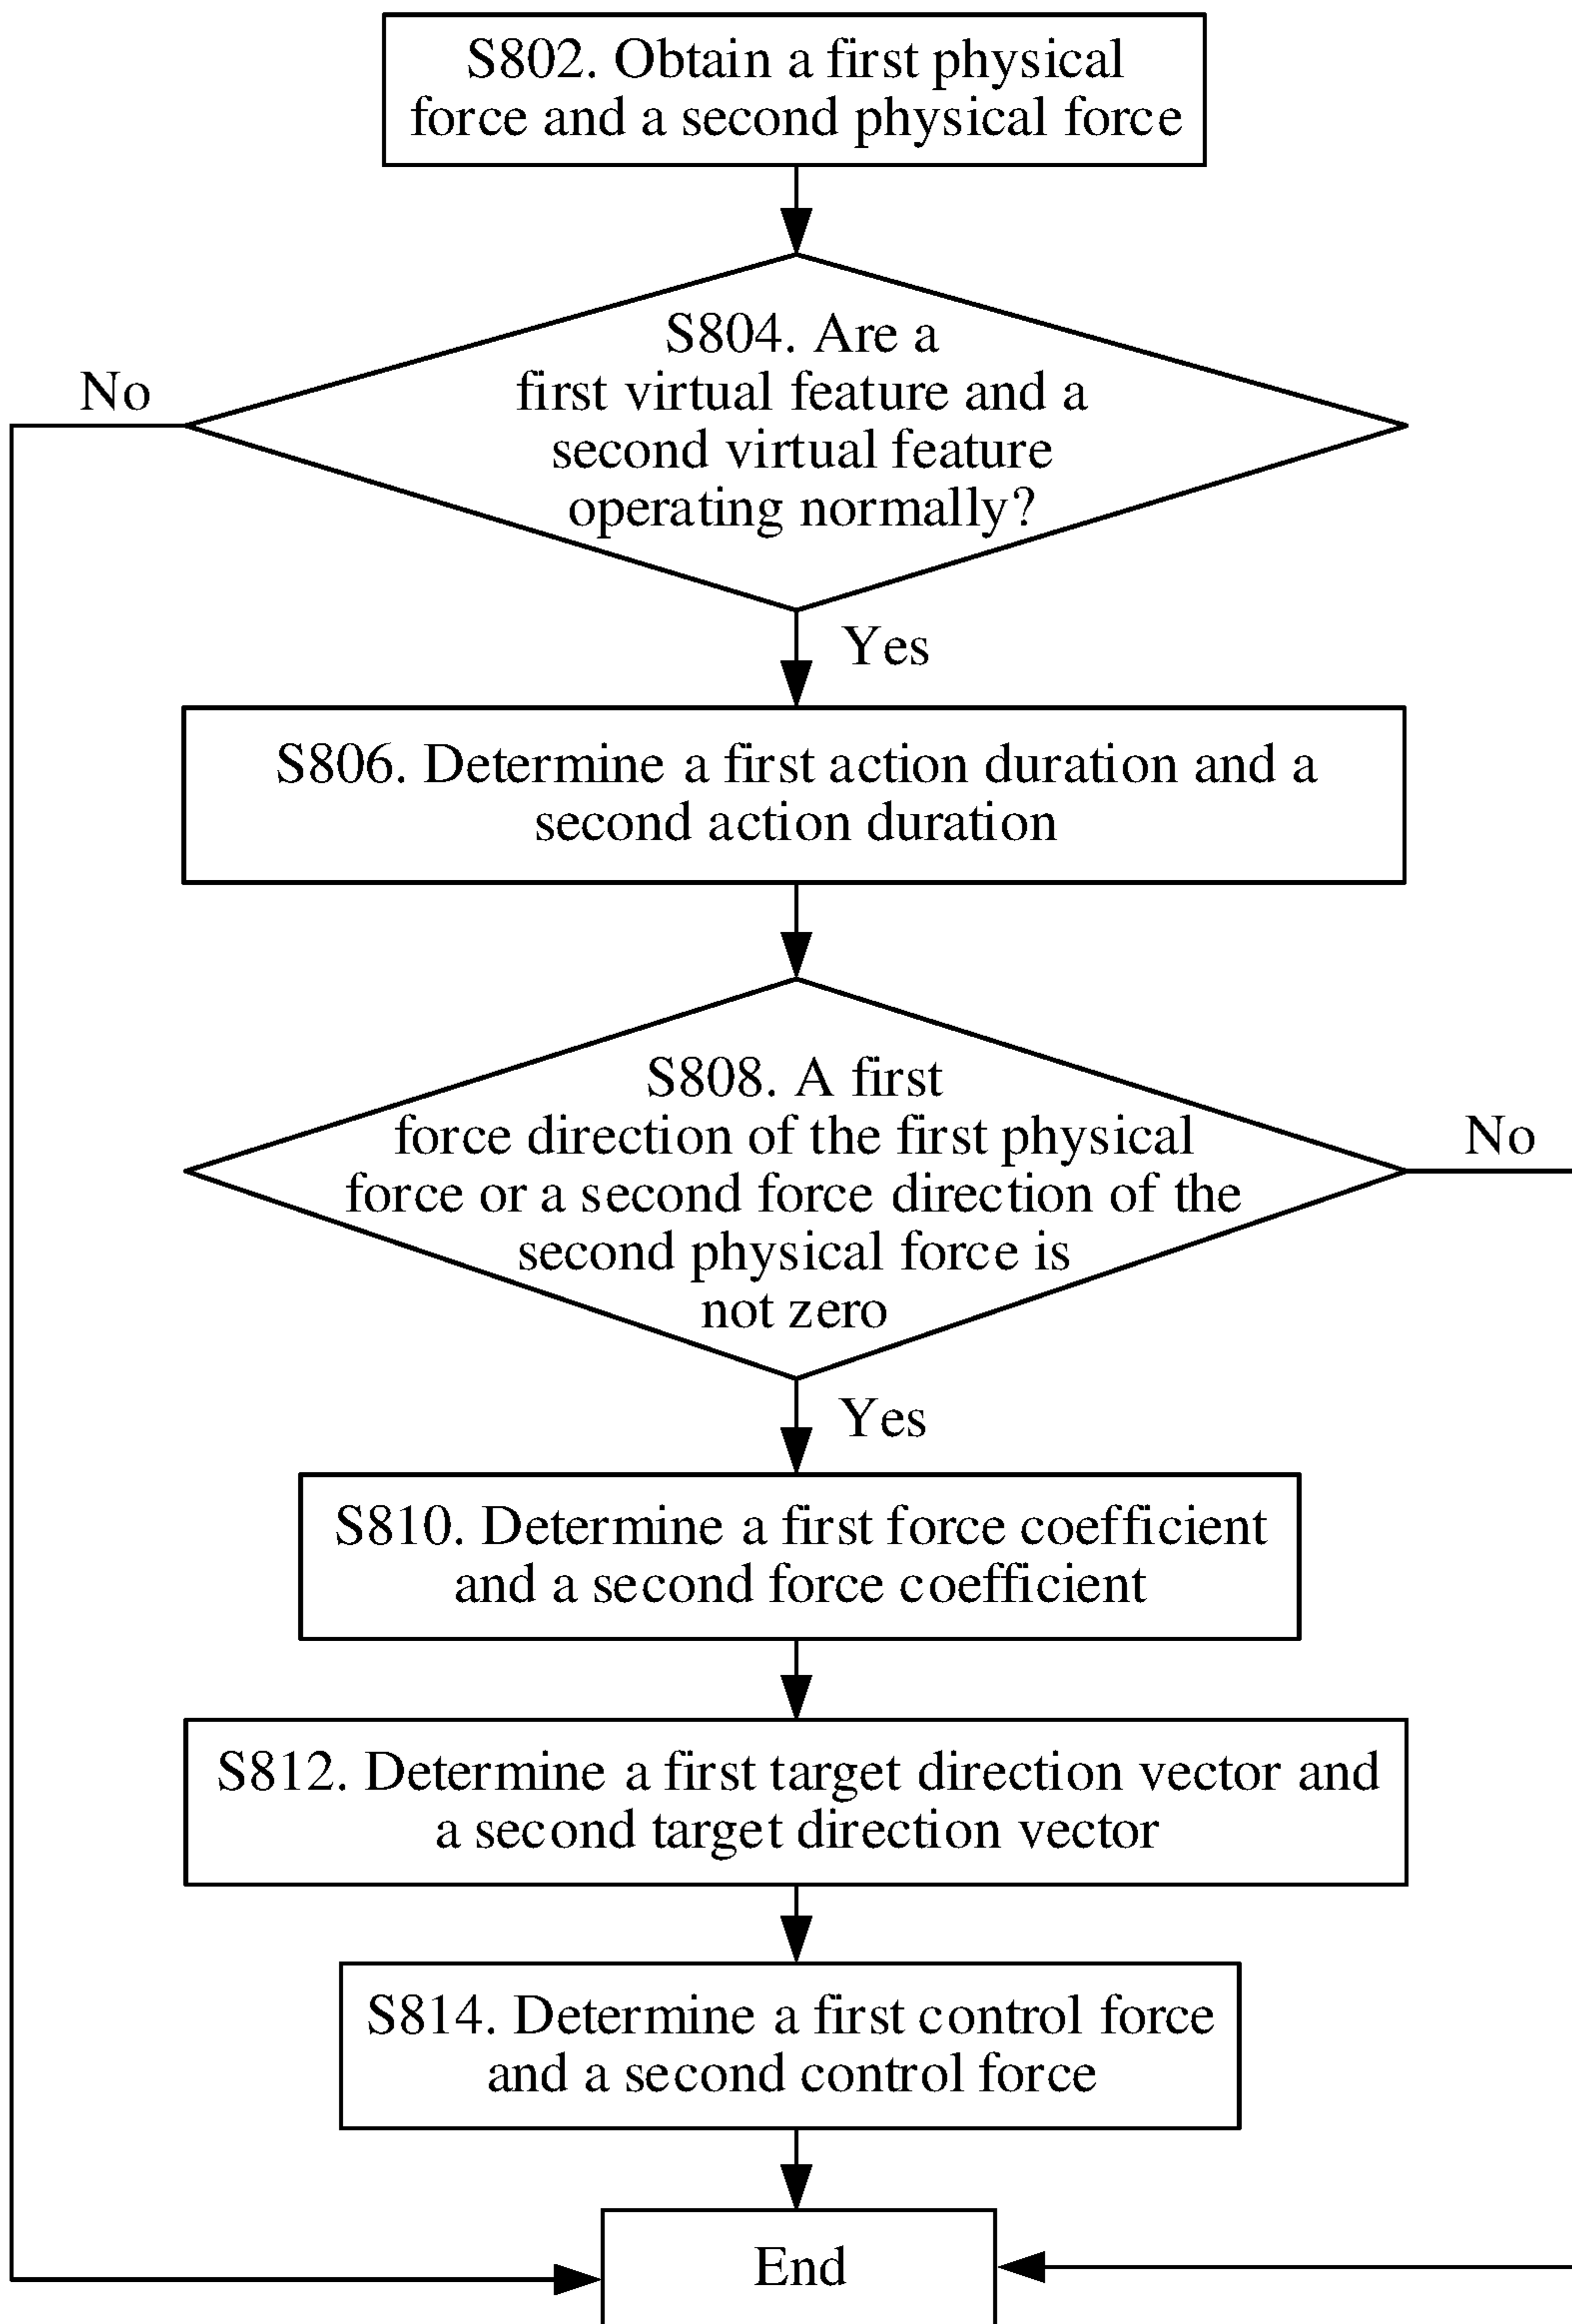 S802. Obtain a first physical
force and a second physical force
S804. Are a
first virtual feature and a
second virtual feature
operating normally?
No
Yes
S806. Determine a first action duration and a
second action duration
S808. A first
force direction of the first physical
force or a second force direction of the
second physical force is
not zero
No
Yes
S810. Determine a first force coefficient
and a second force coefficient
S812. Determine a first target direction vector and
a second target direction vector
S814. Determine a first control force
and a second control force
End